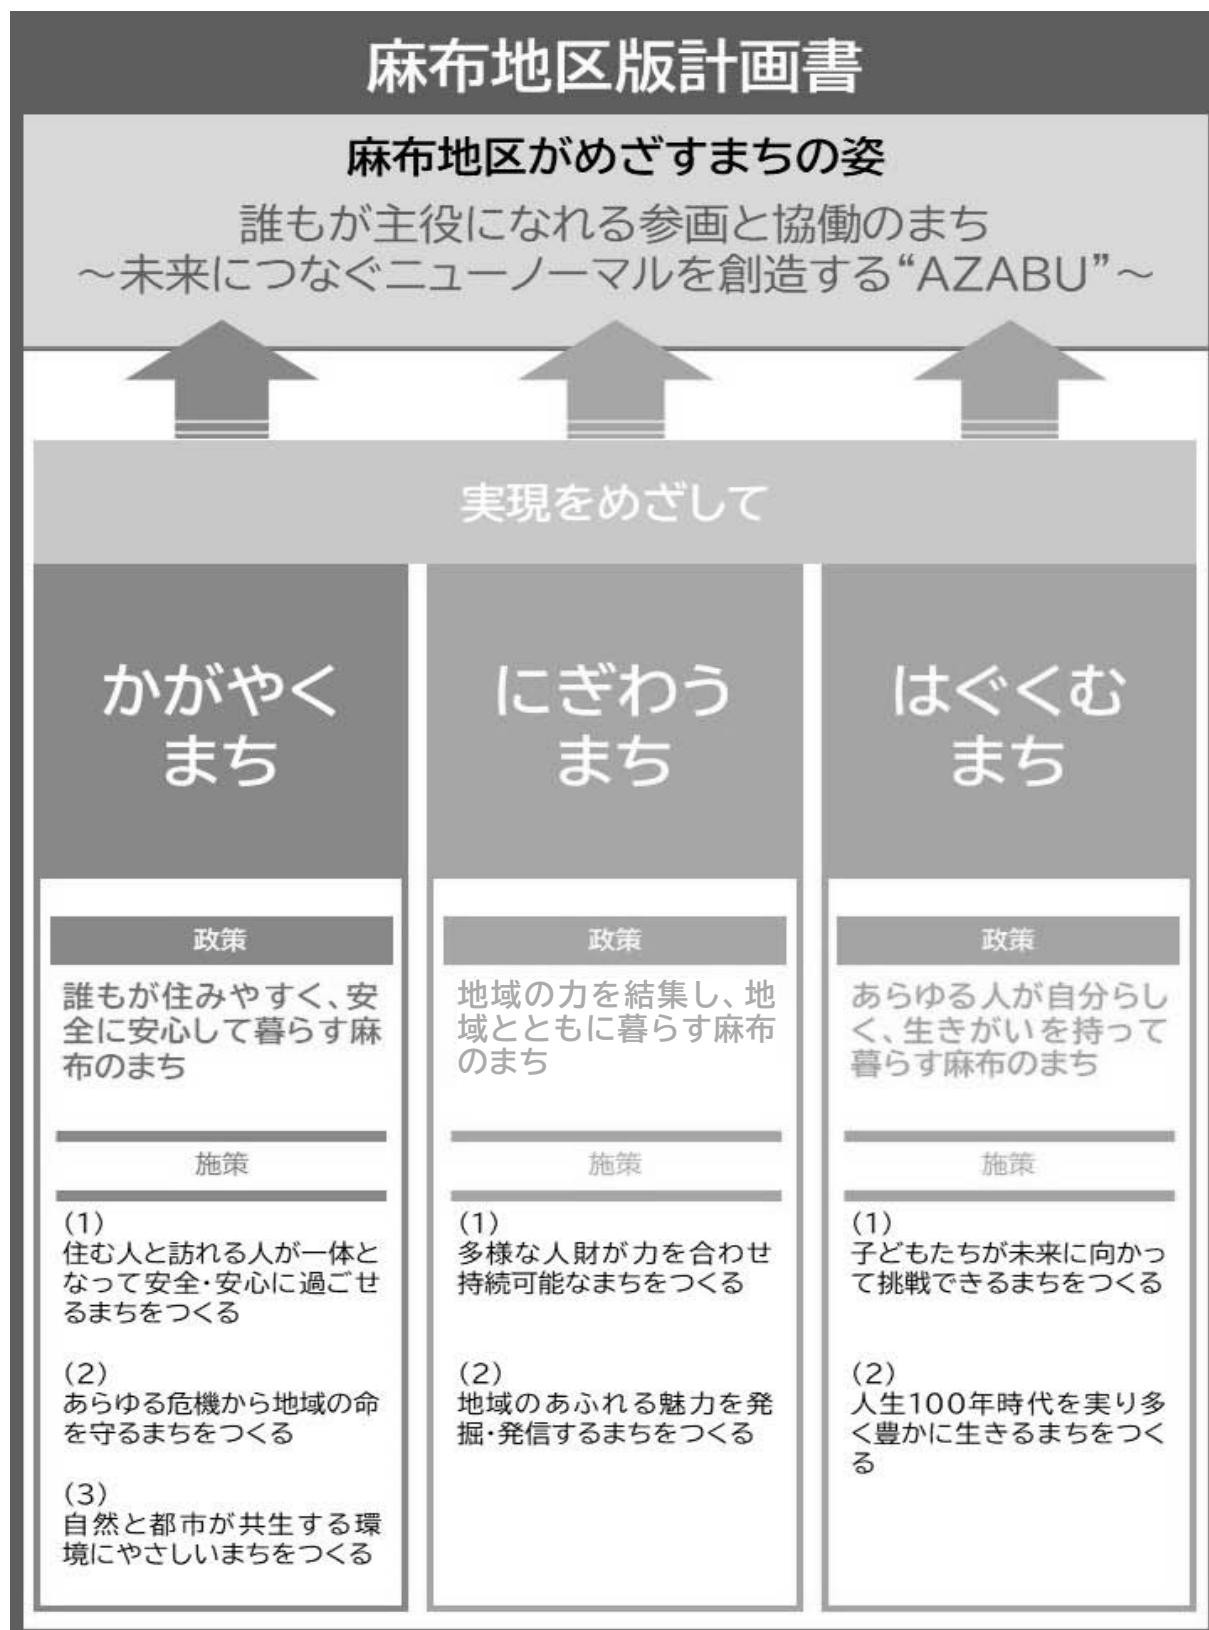 麻布地区版計画書
麻布地区がめざすまちの姿
誰もが主役になれる参画と協働のまち
～未来につなぐニューノーマルを創造する“AZABU”～
実現をめざして
かがやく
まち
政策
誰もが住みやすく、安
全に安心して暮らす麻
布のまち
施策
(1)
住む人と訪れる人が一体と
なって安全・安心に過ごせ
るまちをつくる
(2)
あらゆる危機から地域の命
を守るまちをつくる
(3)
自然と都市が共生する環
境にやさしいまちをつくる
にぎわう
まち
政策
地域の力を結集し、地
域とともに暮らす麻布
のまち
施策
(1)
多様な人財が力を合わせ
持続可能なまちをつくる
(2)
地域のあふれる魅力を発
掘・発信するまちをつくる
はぐくむ
まち
政策
あらゆる人が自分らし
く、生きがいを持って
暮らす麻布のまち
施策
(1)
子どもたちが未来に向かっ
て挑戦できるまちをつくる
(2)
人生100年時代を実り多
く豊かに生きるまちをつく
る